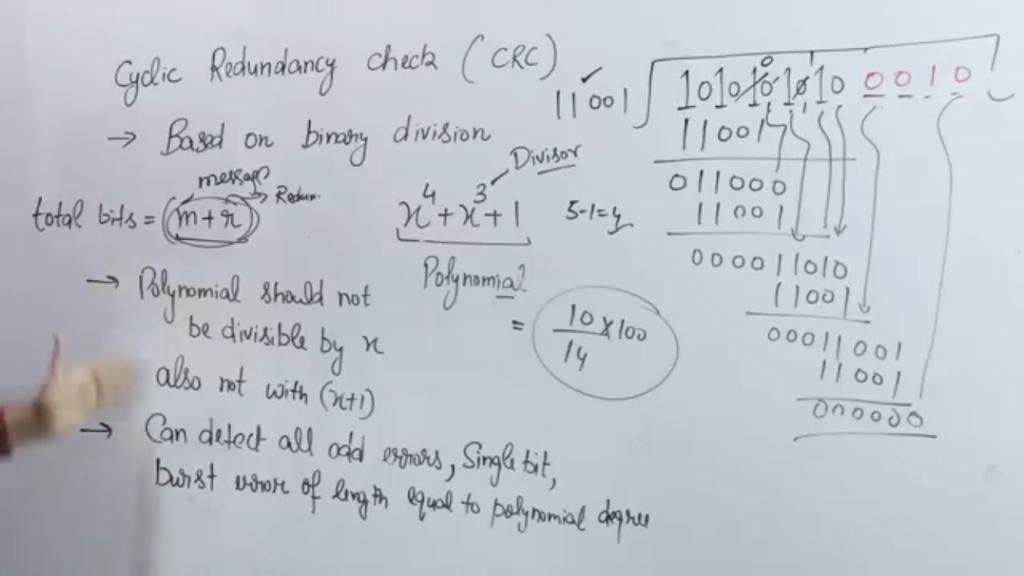 Cyclic Redundancy check (CRC)
→ Based on binary division
message
total bits = (m+r) → Redun.
→ Polynomial should not
be divisible by x
also not with (x+1)
→ Can detect all odd errors, Single bit,
burst error of length equal to polynomial degree
Divisor
x^4+x^3+1
5-1=4
Polynomial
= 10/14 x100
✓
11001 1010101010 0010
11001
011000
11001
000011010
11001
00011001
11001
000000